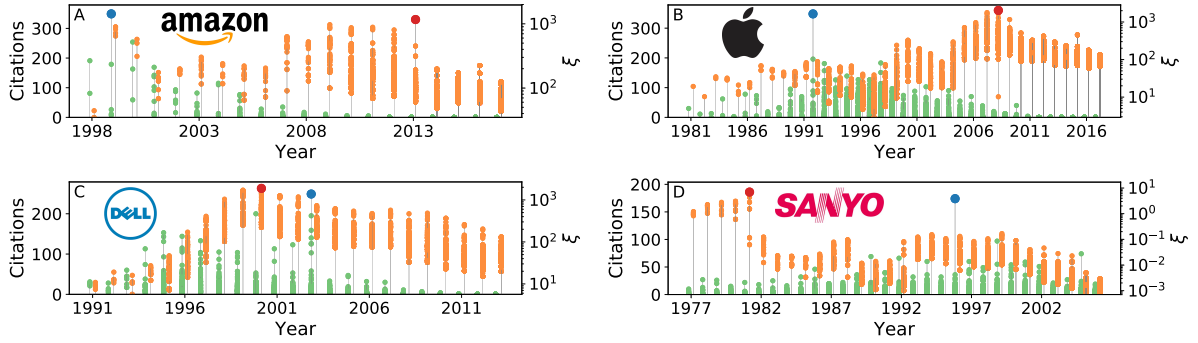 A
amazon
300
200
100
0
Citations
10³
10²
ξ
1998 2003 2008 2013
Year
B
300
200
100
0
Citations
10³
10²
10¹
ξ
1981 1986 1991 1996 2001 2006 2011 2016
Year
C
DELL
200
100
0
Citations
10³
10²
10¹
ξ
1991 1996 2001 2006 2011
Year
D
SANYO
200
150
100
50
0
Citations
10¹
10⁰
10⁻¹
10⁻²
10⁻³
ξ
1977 1982 1987 1992 1997 2002
Year